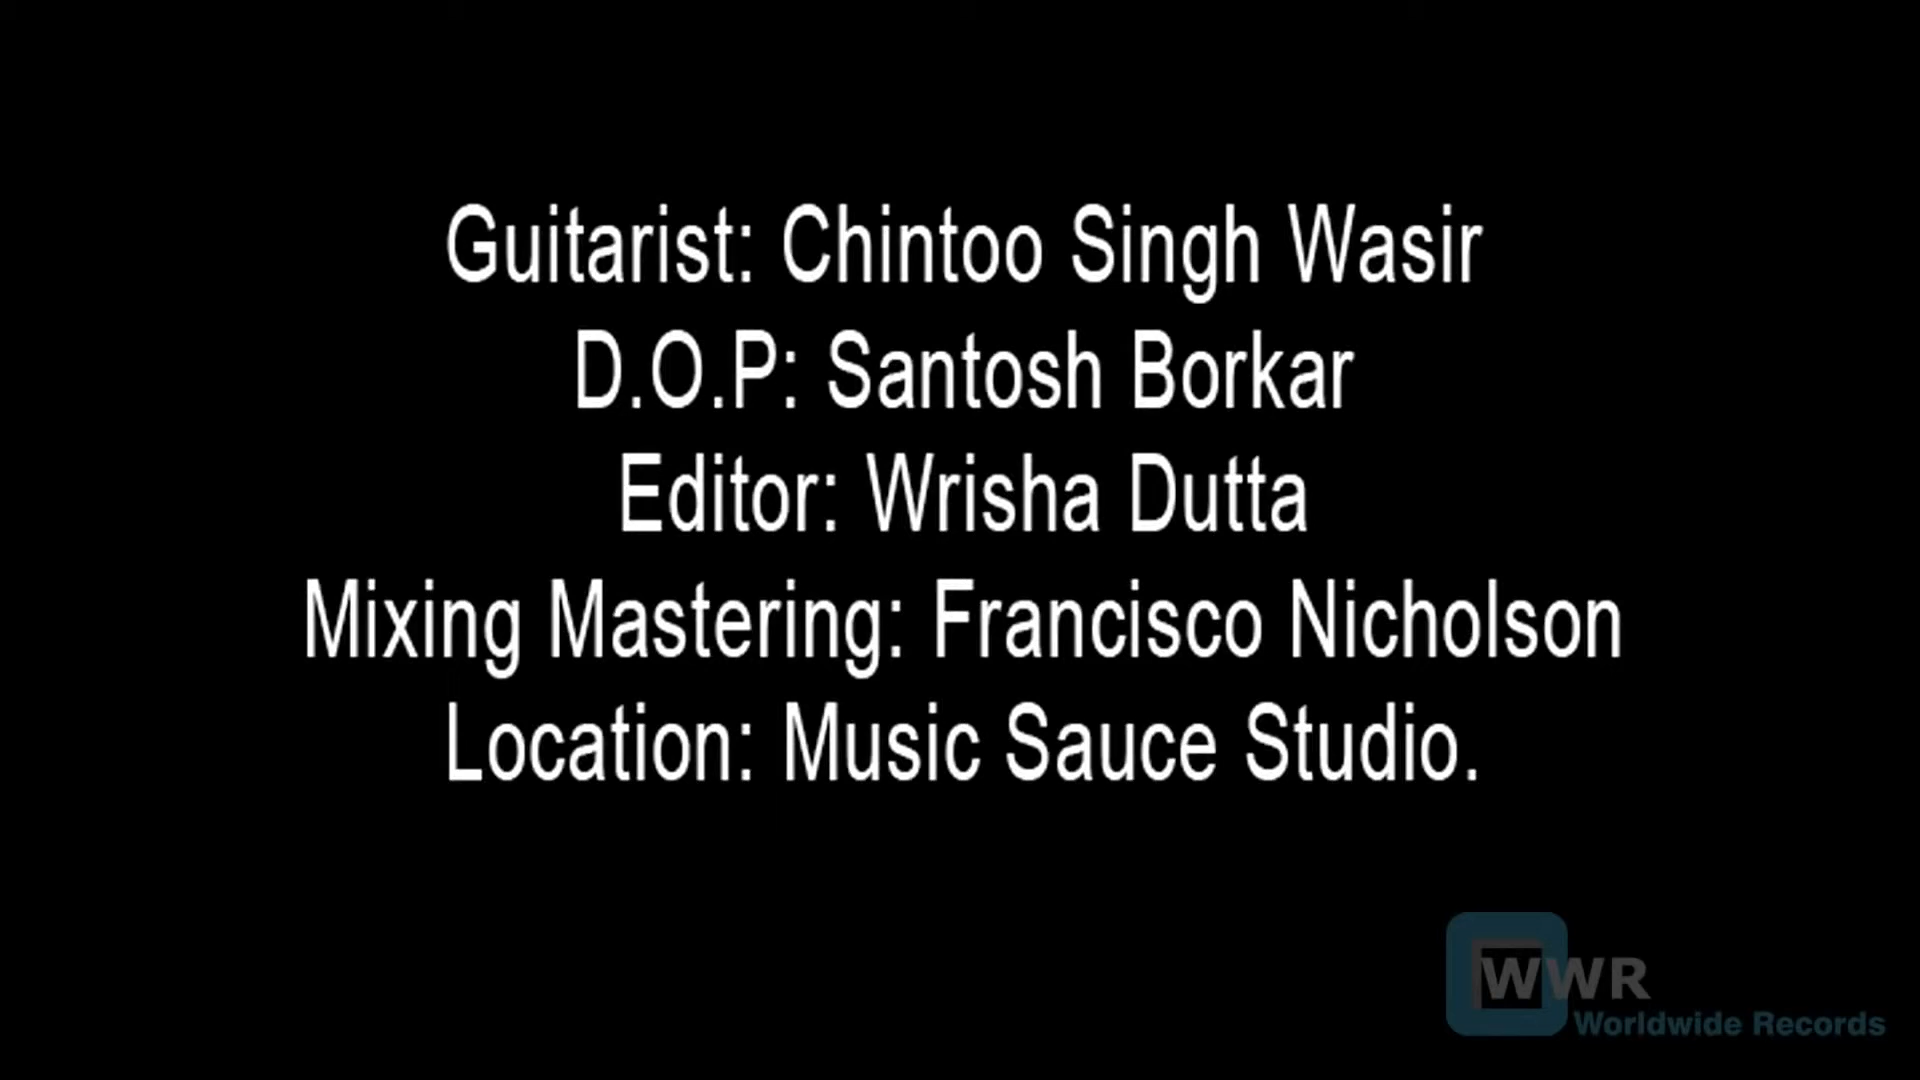 Guitarist: Chintoo Singh Wasir
D.O.P: Santosh Borkar
Editor: Wrisha Dutta
Mixing Mastering: Francisco Nicholson
Location: Music Sauce Studio.
WWR
Worldwide Records